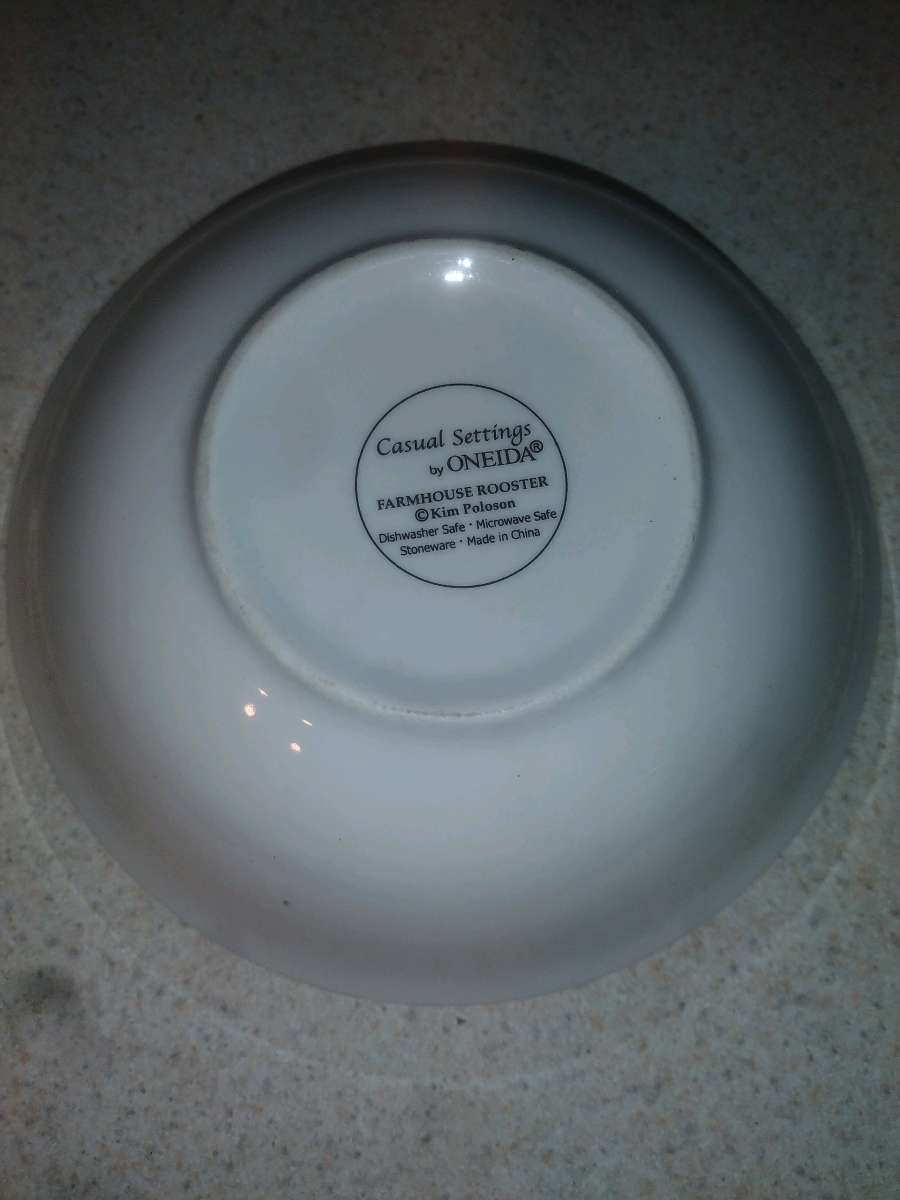 Casual Settings
by ONEIDA®
FARMHOUSE ROOSTER
©Kim Poloson
Dishwasher Safe · Microwave Safe
Stoneware · Made in China